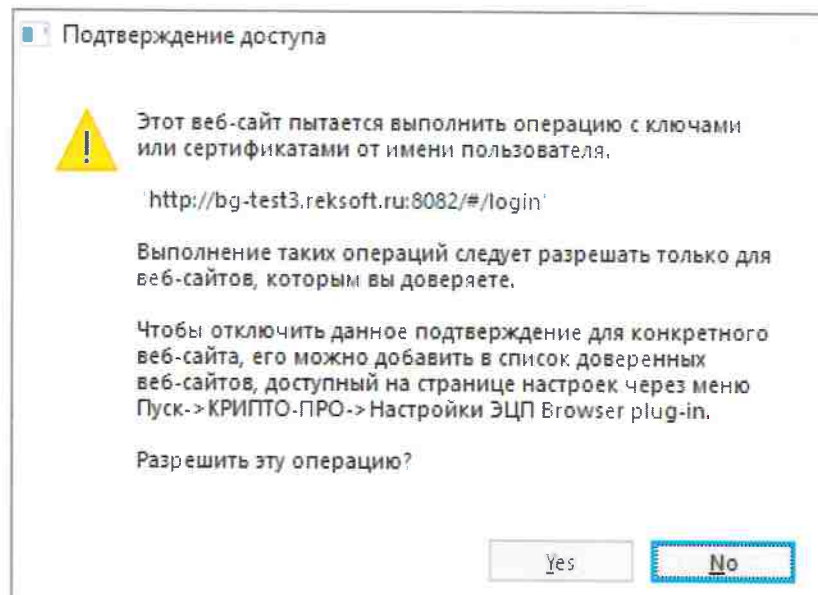 Подтверждение доступа
Этот веб-сайт пытается выполнить операцию с ключами
или сертификатами от имени пользователя.
'http://bg-test3.reksoft.ru:8082/#/login'
Выполнение таких операций следует разрешать только для
веб-сайтов, которым вы доверяете.
Чтобы отключить данное подтверждение для конкретного
веб-сайта, его можно добавить в список доверенных
веб-сайтов, доступный на странице настроек через меню
Пуск->КРИПТО-ПРО->Настройки ЭЦП Browser plug-in.
Разрешить эту операцию?
Yes No